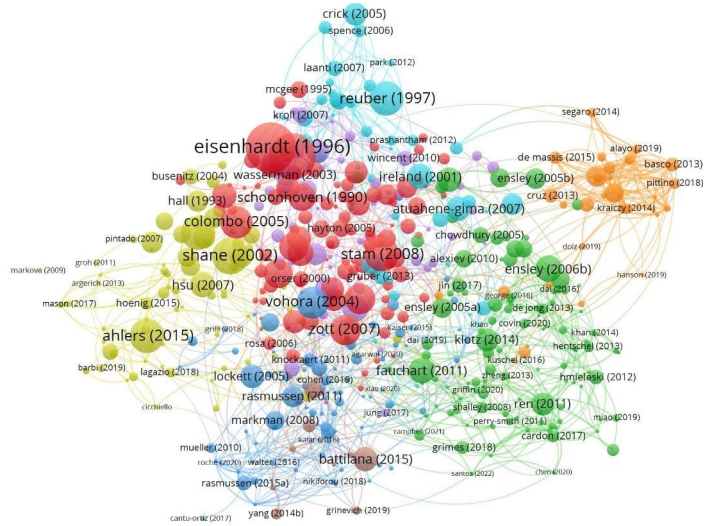 crick (2005)
spence (2006)
park (2012)
laanti (2007)
mcgee (1995)
reuber (1997)
kroll (2007)
segaro (2014)
eisenhardt (1996)
prashantham (2012)
alayo (2019)
wincent (2010)
de massis (2015)
basco (2013)
busenitz (2004)
wasserman (2003)
ireland (2001)
ensley (2005b)
pittino (2018)
hall (1993)
schoonhoven (1990)
cruz (2013)
kraiczy (2014)
colombo (2005)
atuahene-gima (2007)
hayton (2005)
chowdhury (2005)
pintado (2007)
dolz (2019)
shane (2002)
orser (2000)
stam (2008)
alexiev (2010)
groh (2011)
markova (2009)
gruber (2013)
ensley (2006b)
hanson (2019)
argerich (2013)
hsu (2007)
jin (2017)
george (2016)
dai (2016)
mason (2017)
hoenig (2015)
vohora (2004)
ensley (2005a)
de jong (2013)
grilli (2018)
zott (2007)
kaiser (2015)
khan
covin (2020)
ahlers (2015)
rosa (2006)
dai (2019)
klotz (2014)
khan (2014)
hentschel (2013)
agarwal (2020)
knockaert (2011)
kuschel (2016)
barbi (2019)
lagazio (2018)
lockett (2005)
cohen (2019)
fauchart (2011)
zheng (2013)
hmieleski (2012)
xiau (2020)
griffin (2020)
rasmussen (2011)
cicchiello
jung (2017)
shalley (2008)
ren (2011)
markman (2008)
perry-smith (2011)
miao (2019)
campbell (2021)
kalar (2016)
cardon (2017)
mueller (2010)
grimes (2018)
roche (2020)
walter (2016)
battilana (2015)
cheri (2020)
santos (2022)
rasmussen (2015a)
nikiforou (2018)
yang (2014b)
grinevich (2019)
cantu-ortiz (2017)